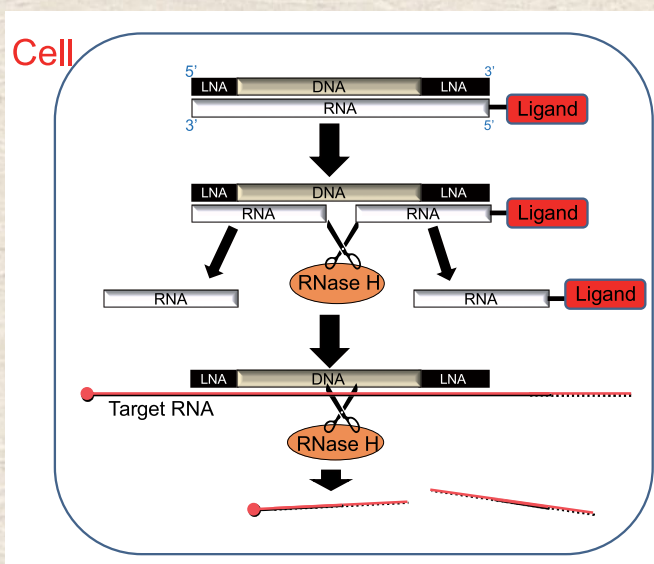 Cell
5’ 3’
LNA DNA LNA
RNA Ligand
3’ 5’
LNA DNA LNA
RNA RNA Ligand
RNase H
RNA RNA Ligand
LNA DNA LNA
Target RNA
RNase H